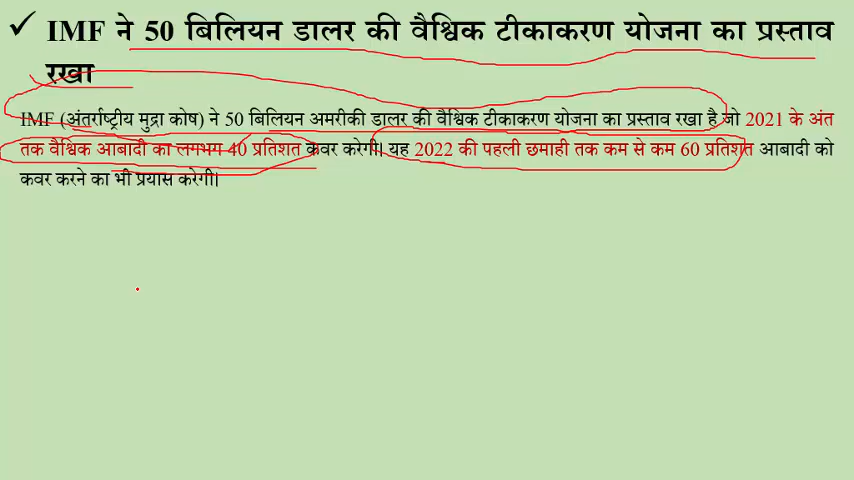 ✓ IMF ने 50 बिलियन डालर की वैश्विक टीकाकरण योजना का प्रस्ताव
रखा
IMF (अंतर्राष्ट्रीय मुद्रा कोष) ने 50 बिलियन अमरीकी डालर की वैश्विक टीकाकरण योजना का प्रस्ताव रखा है जो 2021 के अंत
तक वैश्विक आबादी का लगभग 40 प्रतिशत कवर करेगी। यह 2022 की पहली छमाही तक कम से कम 60 प्रतिशत आबादी को
कवर करने का भी प्रयास करेगी।